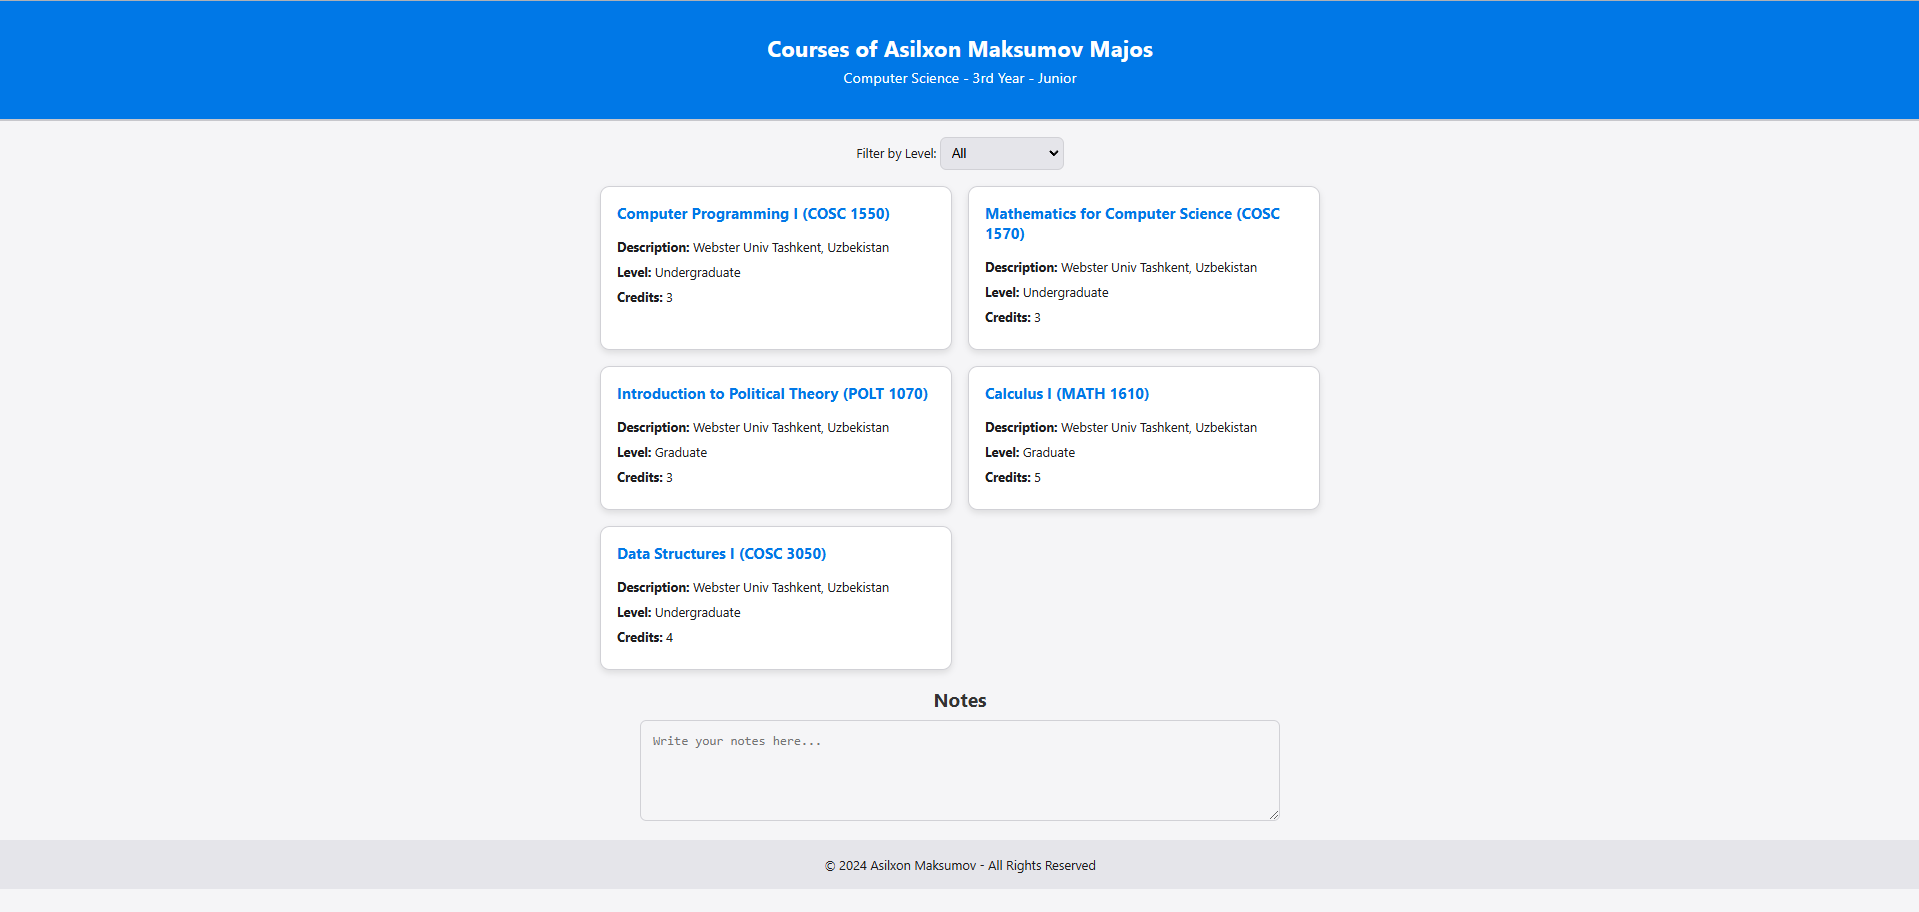 Courses of Asilxon Maksumov Majos
Computer Science - 3rd Year - Junior
Filter by Level: All
Computer Programming I (COSC 1550)
Description: Webster Univ Tashkent, Uzbekistan
Level: Undergraduate
Credits: 3
Mathematics for Computer Science (COSC
1570)
Description: Webster Univ Tashkent, Uzbekistan
Level: Undergraduate
Credits: 3
Introduction to Political Theory (POLT 1070)
Description: Webster Univ Tashkent, Uzbekistan
Level: Graduate
Credits: 3
Calculus I (MATH 1610)
Description: Webster Univ Tashkent, Uzbekistan
Level: Graduate
Credits: 5
Data Structures I (COSC 3050)
Description: Webster Univ Tashkent, Uzbekistan
Level: Undergraduate
Credits: 4
Notes
Write your notes here...
© 2024 Asilxon Maksumov - All Rights Reserved